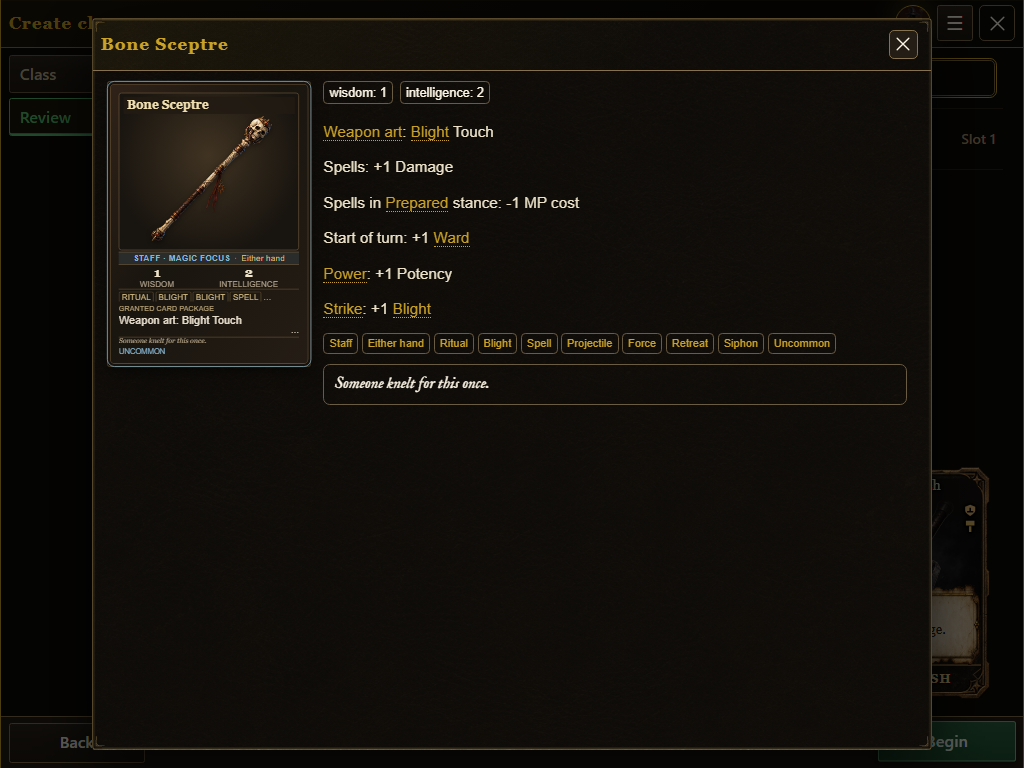 Create cl
Bone Sceptre
Class
Review
Slot 1
Bone Sceptre
STAFF · MAGIC FOCUS · Either hand
1 2
WISDOM INTELLIGENCE
RITUAL BLIGHT BLIGHT SPELL ...
GRANTED CARD PACKAGE
Weapon art: Blight Touch
...
Someone knelt for this once.
UNCOMMON
wisdom: 1 intelligence: 2
Weapon art: Blight Touch
Spells: +1 Damage
Spells in Prepared stance: -1 MP cost
Start of turn: +1 Ward
Power: +1 Potency
Strike: +1 Blight
Staff Either hand Ritual Blight Spell Projectile Force Retreat Siphon Uncommon
Someone knelt for this once.
h
ge.
SH
Back
Begin